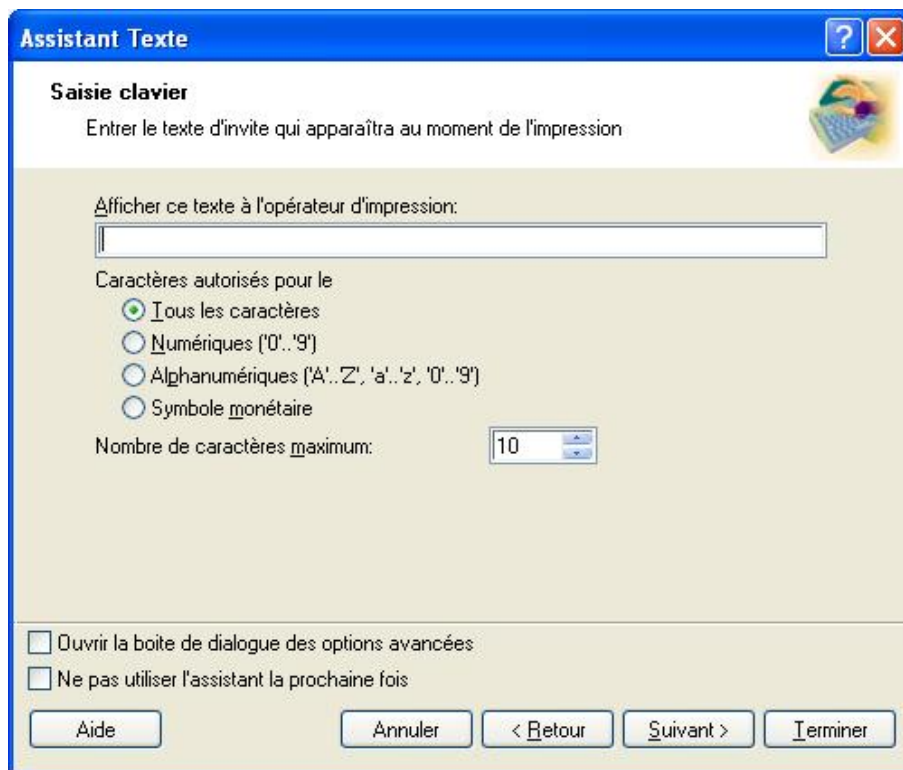 Assistant Texte
Saisie clavier
Entrer le texte d'invite qui apparaîtra au moment de l'impression
Afficher ce texte à l'opérateur d'impression:
Caractères autorisés pour le
Tous les caractères
Numériques ('0'..'9')
Alphanumériques ('A'..'Z', 'a'..'z', '0'..'9')
Symbole monétaire
Nombre de caractères maximum: 10
Ouvrir la boite de dialogue des options avancées
Ne pas utiliser l'assistant la prochaine fois
Aide Annuler < Retour Suivant > Terminer